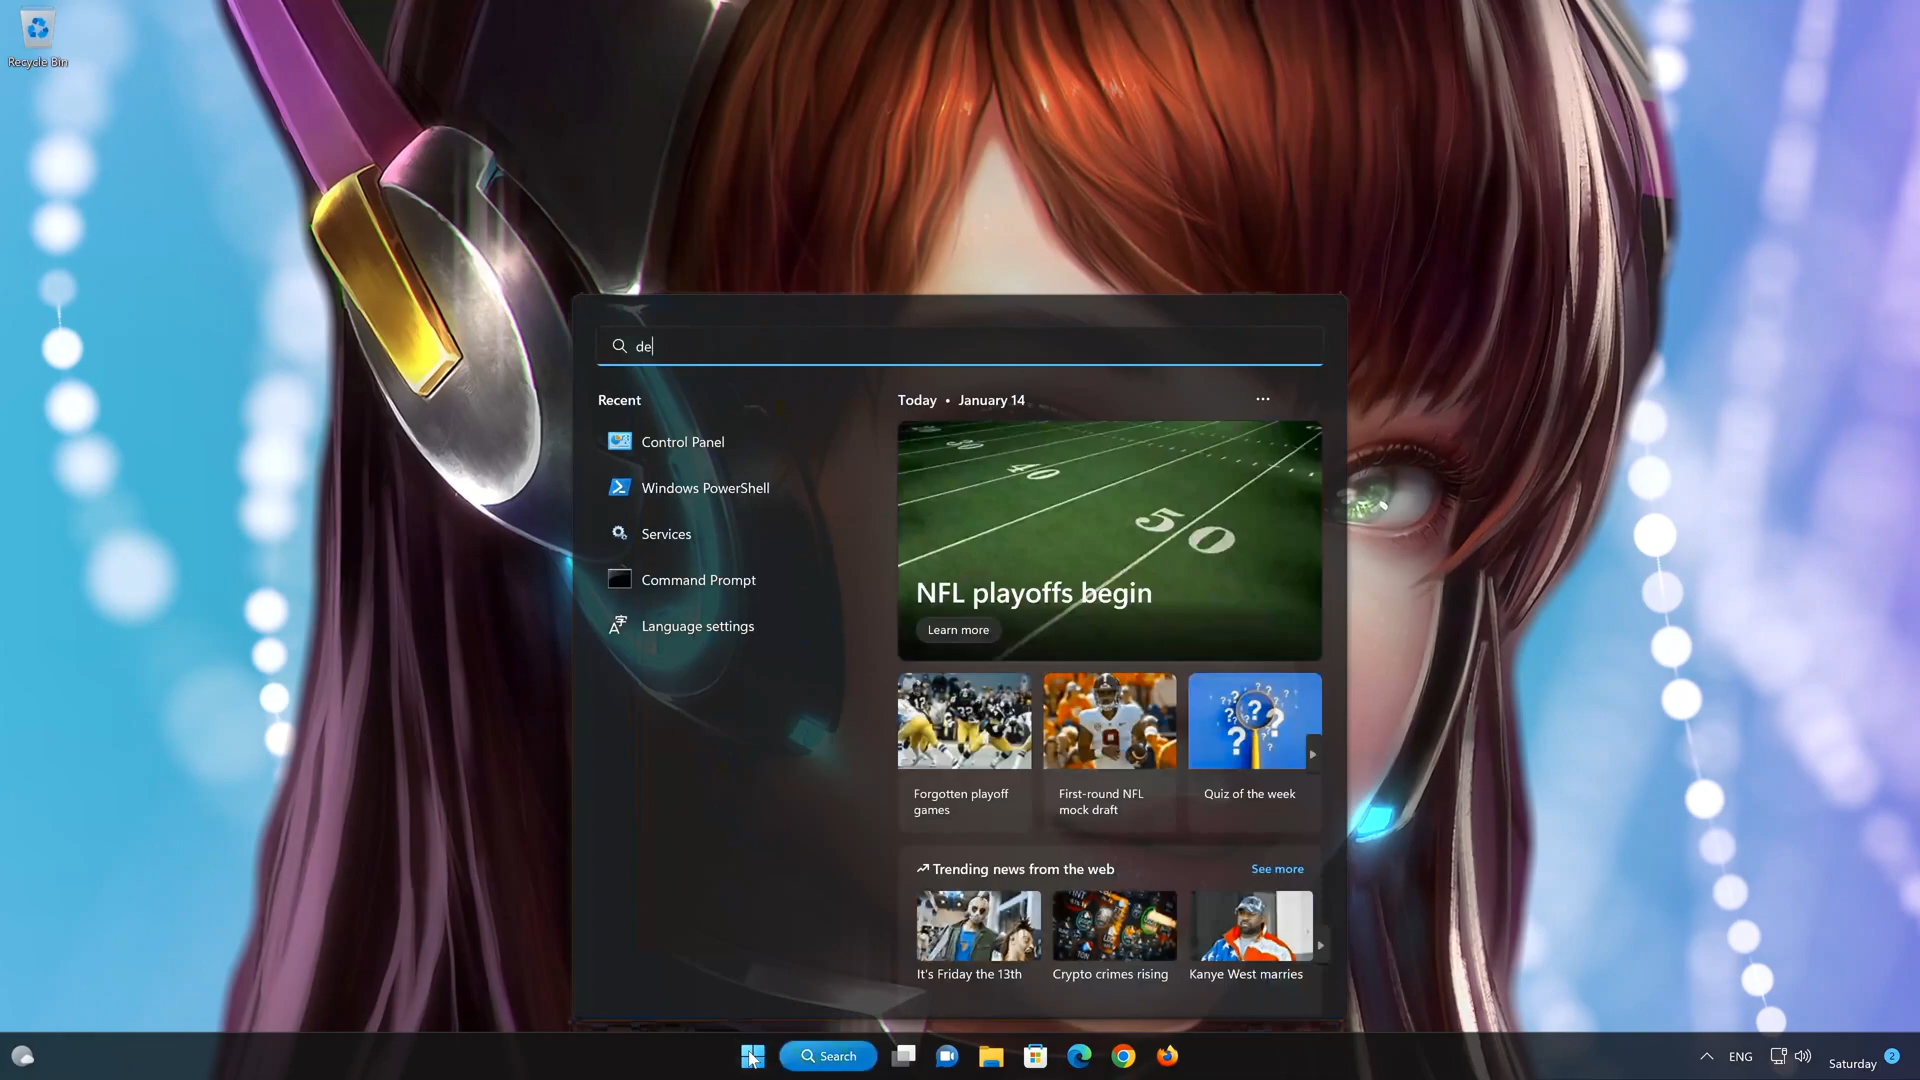 Recycle Bin
de
Recent
Control Panel
Windows PowerShell
Services
Command Prompt
Language settings
Today • January 14
40
50
NFL playoffs begin
Learn more
Forgotten playoff
games
First-round NFL
mock draft
Quiz of the week
Trending news from the web
See more
It's Friday the 13th
Crypto crimes rising
Kanye West marries
Search
ENG
Saturday
2